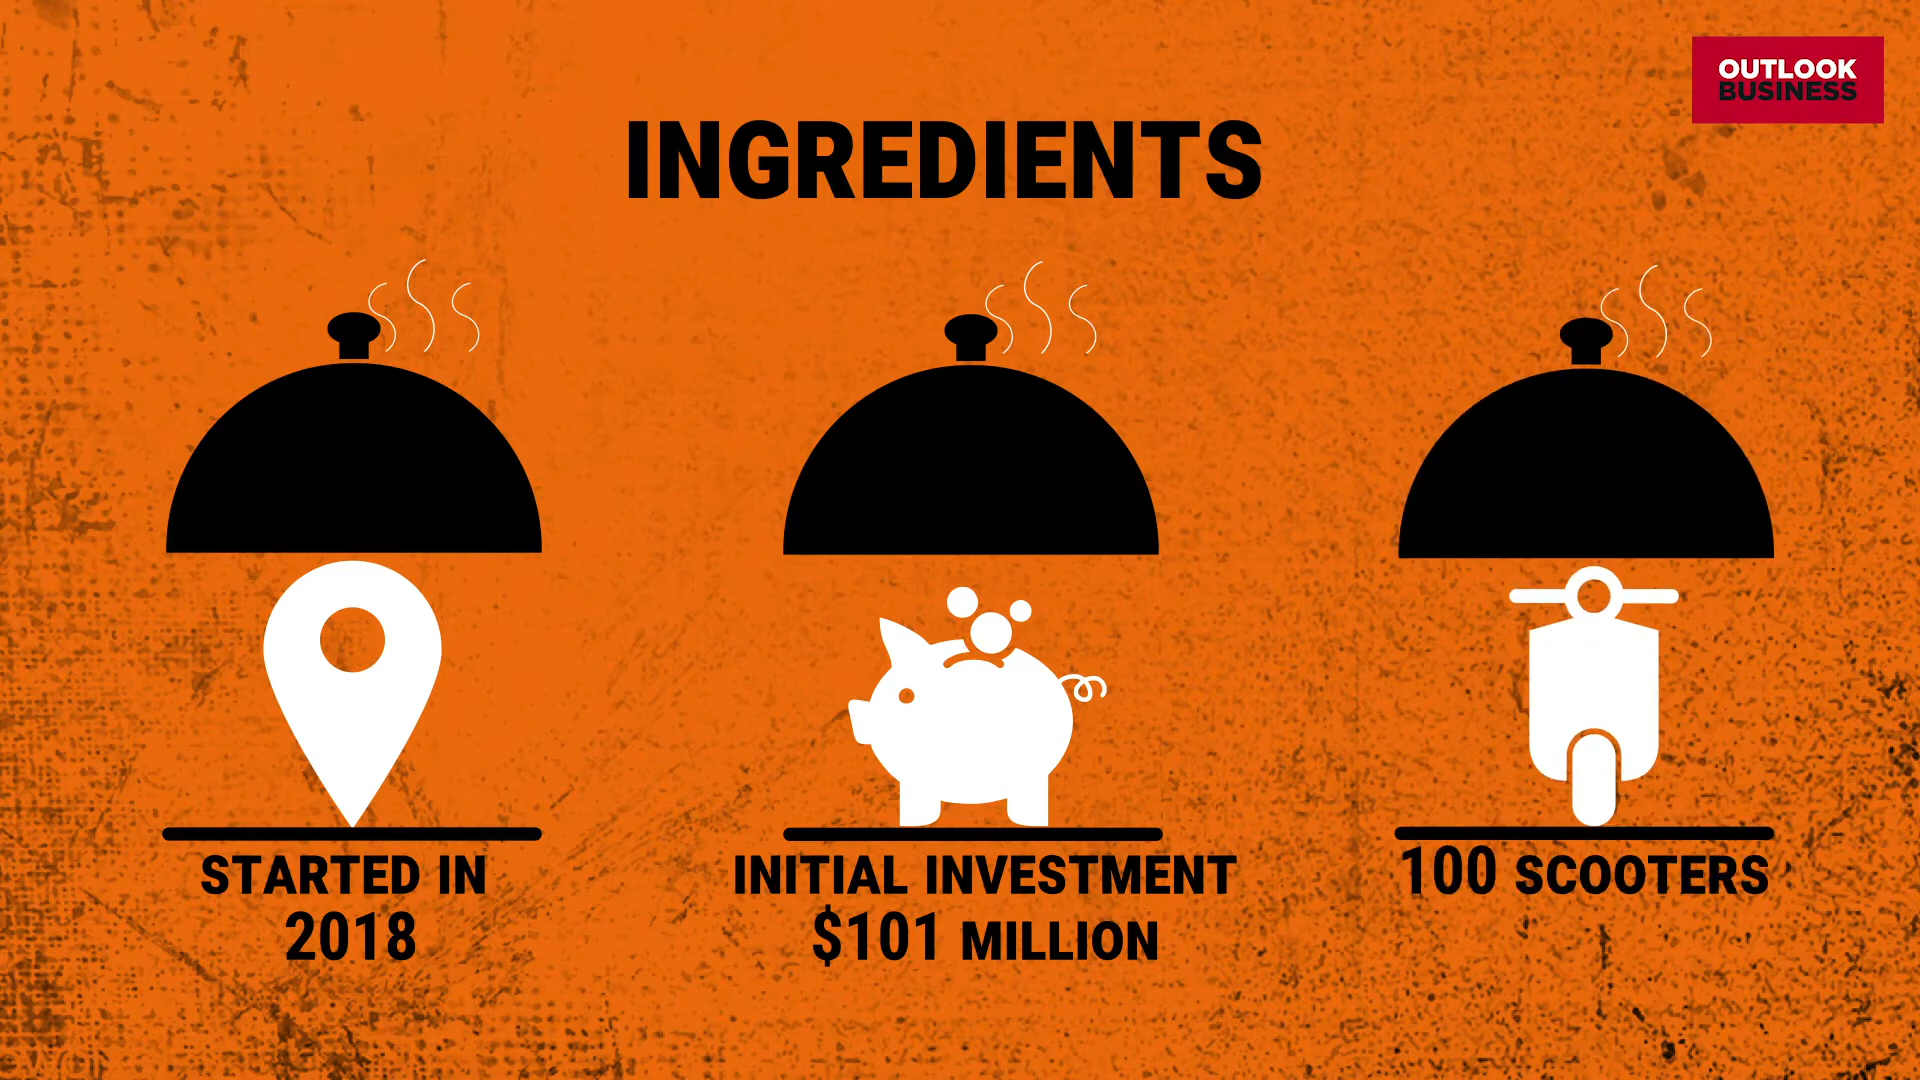 OUTLOOK
BUSINESS
INGREDIENTS
STARTED IN
2018
INITIAL INVESTMENT
$101 MILLION
100 SCOOTERS